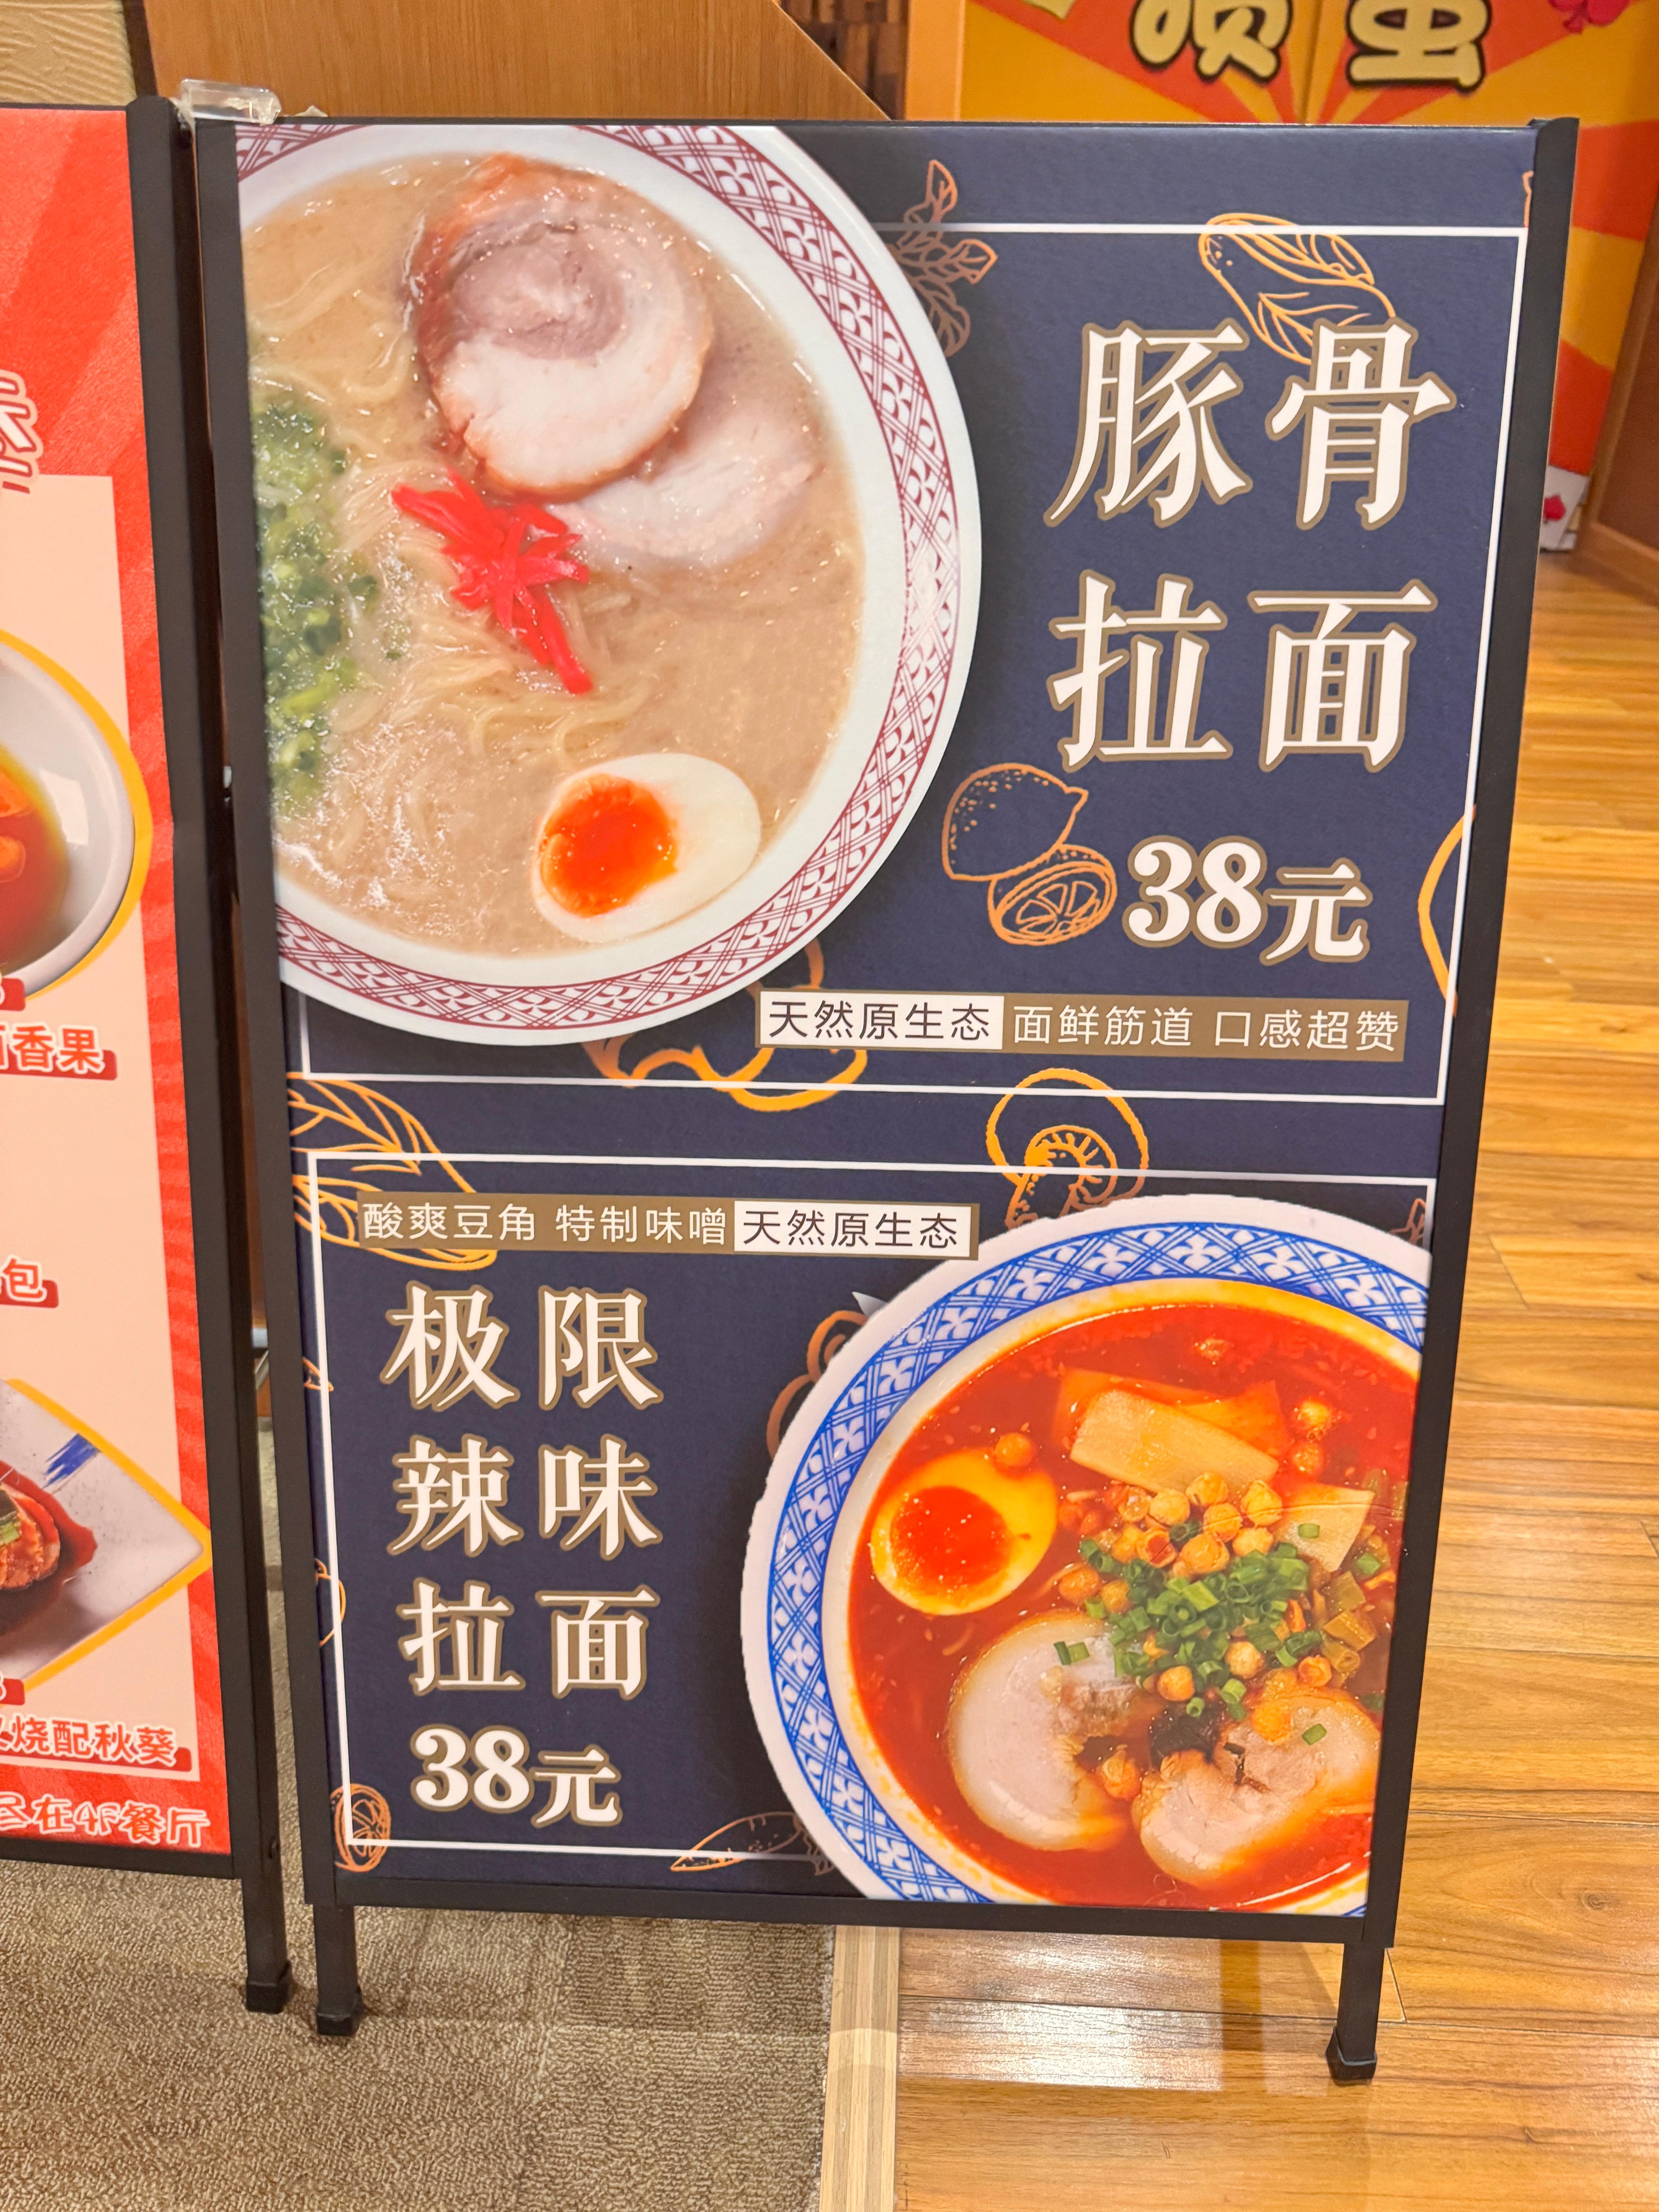 豚骨
拉面
38元
天然原生态 面鲜筋道 口感超赞
酸爽豆角 特制味噌 天然原生态
极限
辣味
拉面
38元
香果
包
烧配秋葵
在4F餐厅
蛋